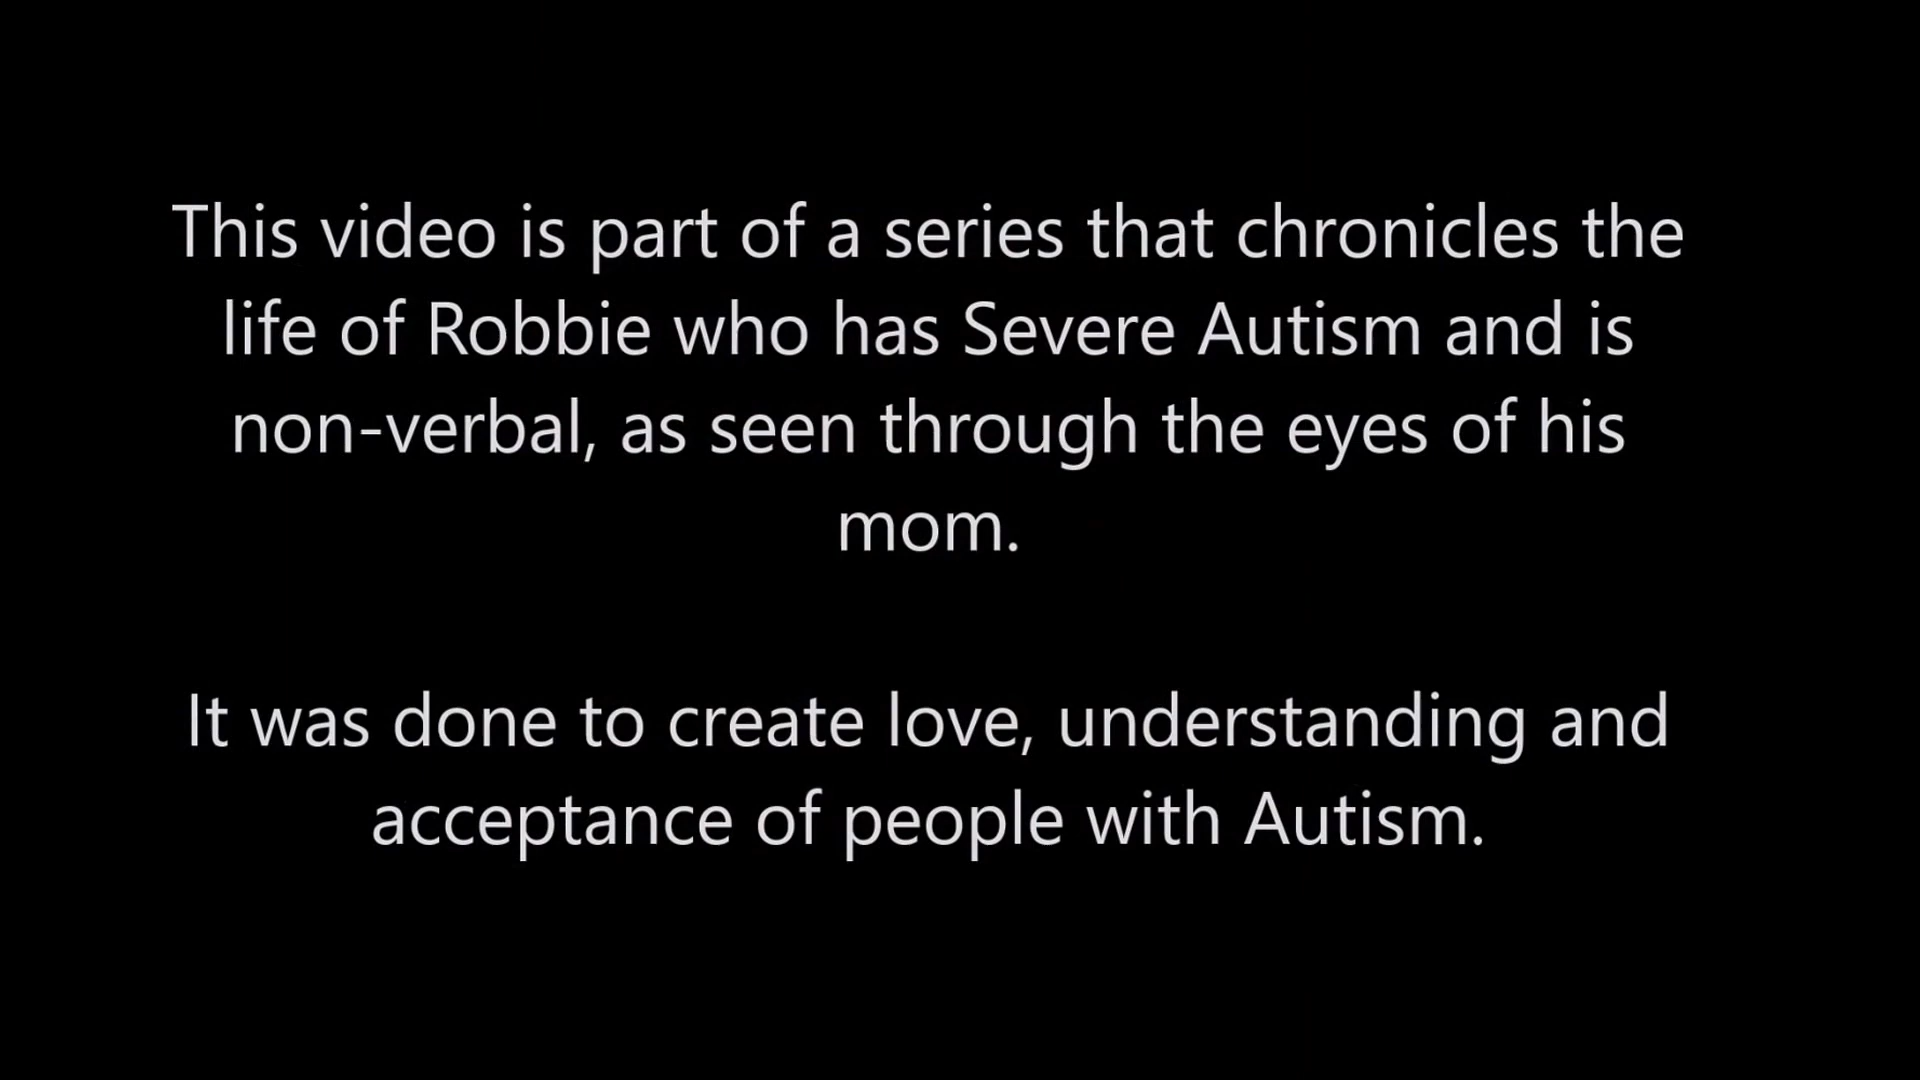 This video is part of a series that chronicles the
life of Robbie who has Severe Autism and is
non-verbal, as seen through the eyes of his
mom.
It was done to create love, understanding and
acceptance of people with Autism.